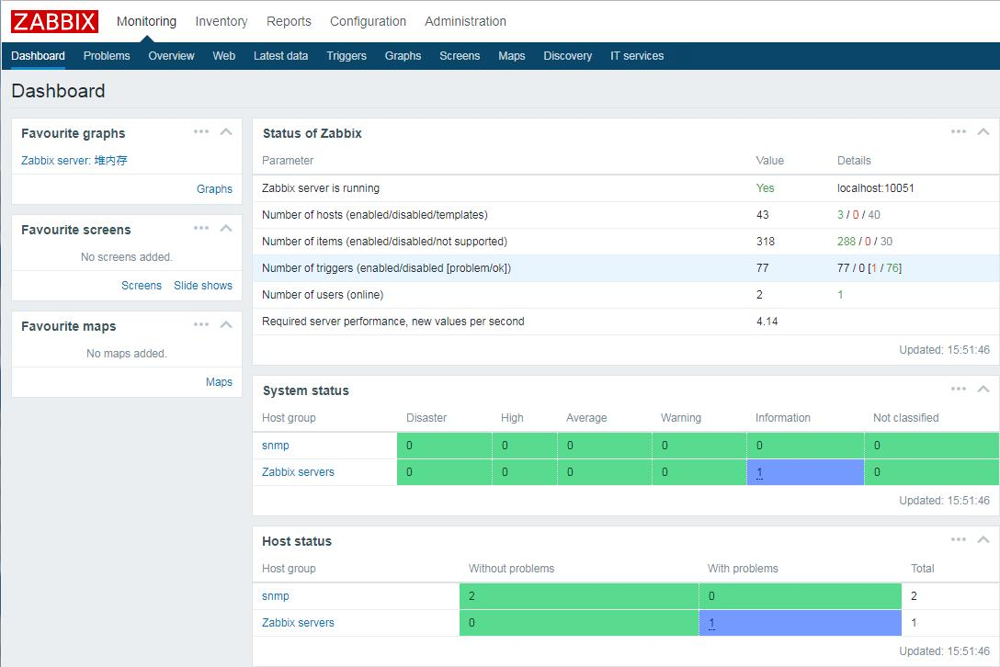 ZABBIX Monitoring Inventory Reports Configuration Administration
Dashboard Problems Overview Web Latest data Triggers Graphs Screens Maps Discovery IT services
Dashboard
Favourite graphs
Zabbix server: 堆内存
Graphs
Favourite screens
No screens added.
Screens Slide shows
Favourite maps
No maps added.
Maps
Status of Zabbix
Parameter Value Details
Zabbix server is running Yes localhost:10051
Number of hosts (enabled/disabled/templates) 43 3 / 0 / 40
Number of items (enabled/disabled/not supported) 318 288 / 0 / 30
Number of triggers (enabled/disabled [problem/ok]) 77 77 / 0 [1 / 76]
Number of users (online) 2 1
Required server performance, new values per second 4.14
Updated: 15:51:46
System status
Host group Disaster High Average Warning Information Not classified
snmp 0 0 0 0 0 0
Zabbix servers 0 0 0 0 1 0
Updated: 15:51:46
Host status
Host group Without problems With problems Total
snmp 2 0 2
Zabbix servers 0 1 1
Updated: 15:51:46